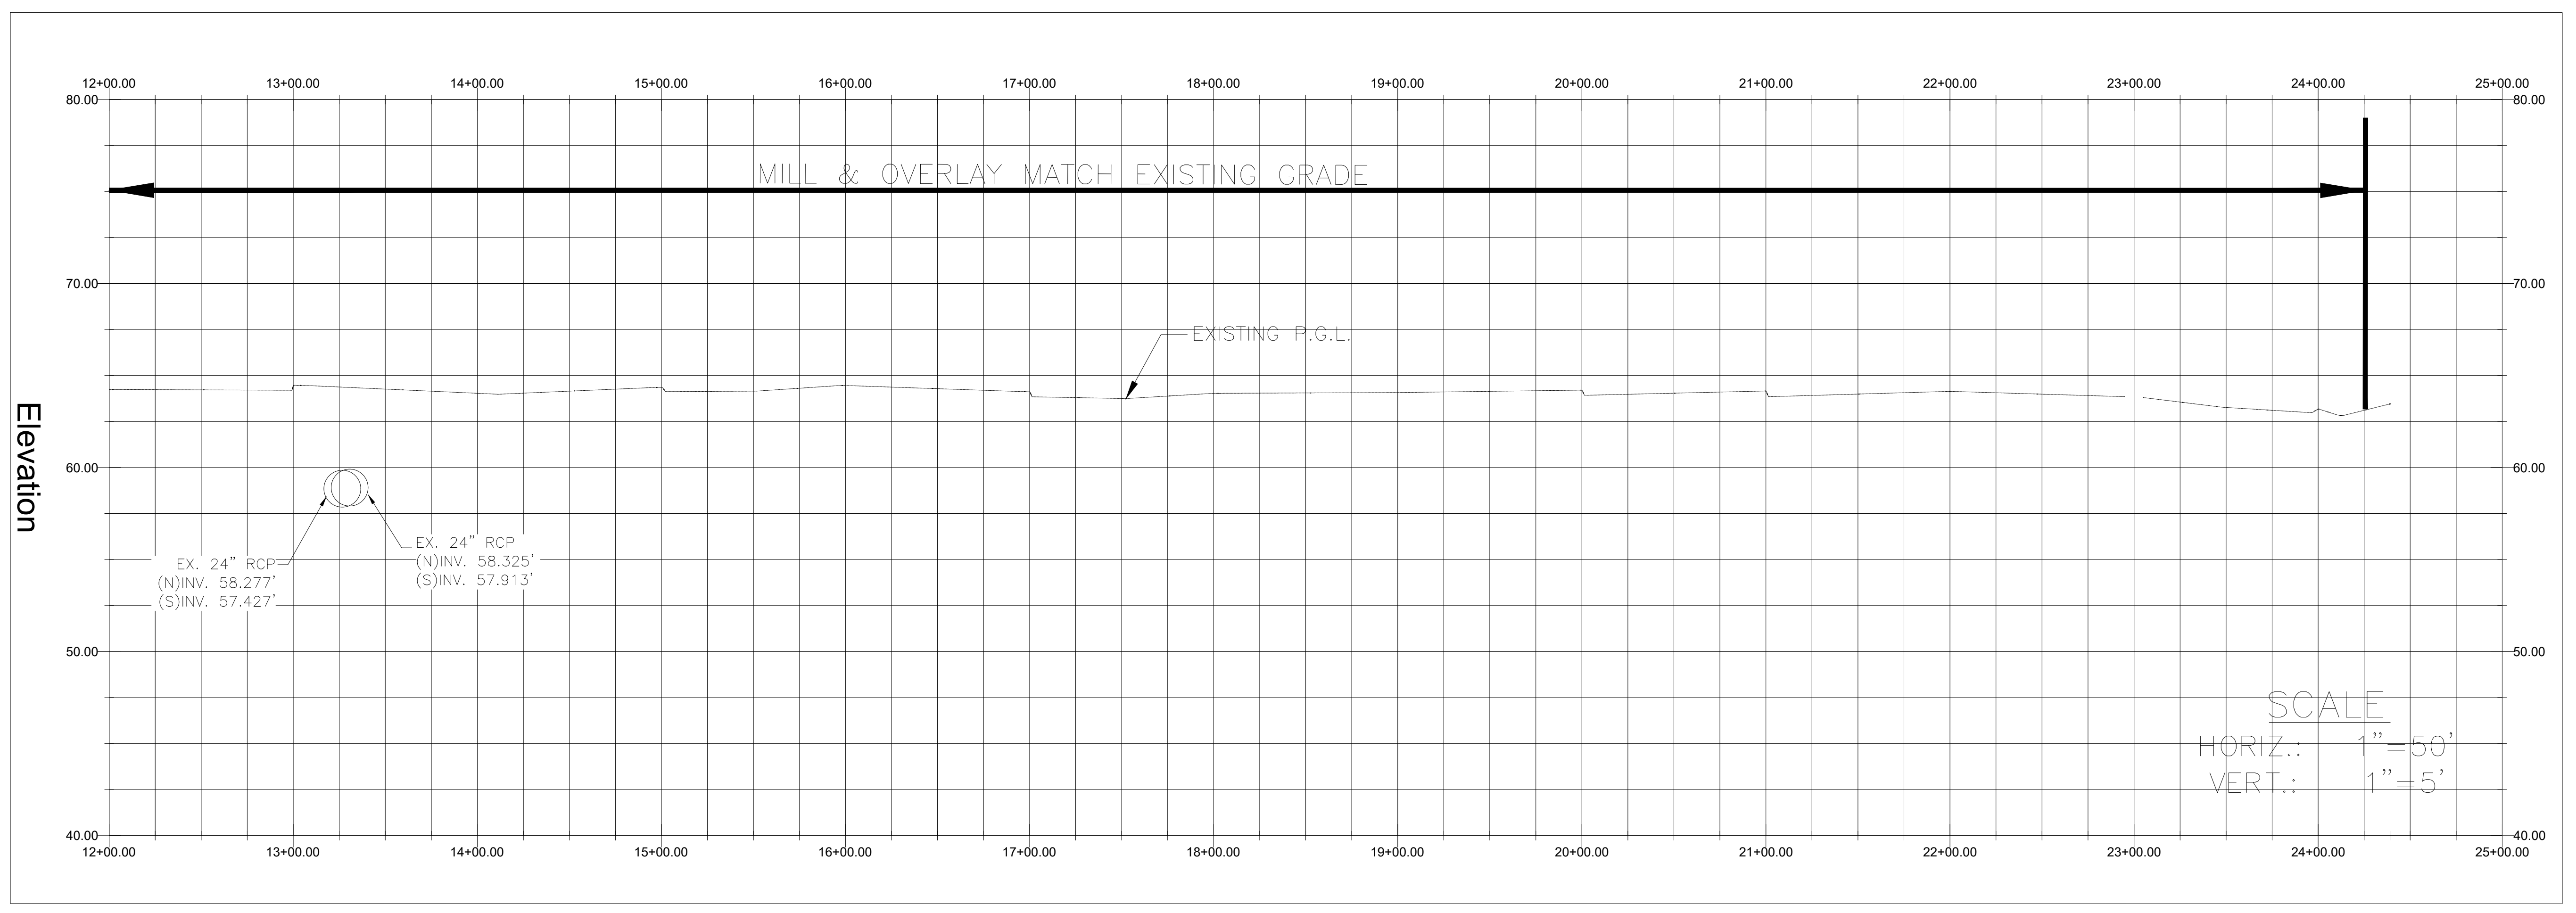 12+00.00 13+00.00 14+00.00 15+00.00 16+00.00 17+00.00 18+00.00 19+00.00 20+00.00 21+00.00 22+00.00 23+00.00 24+00.00 25+00.00
80.00 80.00
MILL & OVERLAY MATCH EXISTING GRADE
70.00 70.00
EXISTING P.G.L.
Elevation
60.00 60.00
EX. 24" RCP
(N)INV. 58.277'
(S)INV. 57.427'
EX. 24" RCP
(N)INV. 58.325'
(S)INV. 57.913'
50.00 50.00
SCALE
HORIZ.: 1"=50'
VERT.: 1"=5'
40.00 40.00
12+00.00 13+00.00 14+00.00 15+00.00 16+00.00 17+00.00 18+00.00 19+00.00 20+00.00 21+00.00 22+00.00 23+00.00 24+00.00 25+00.00